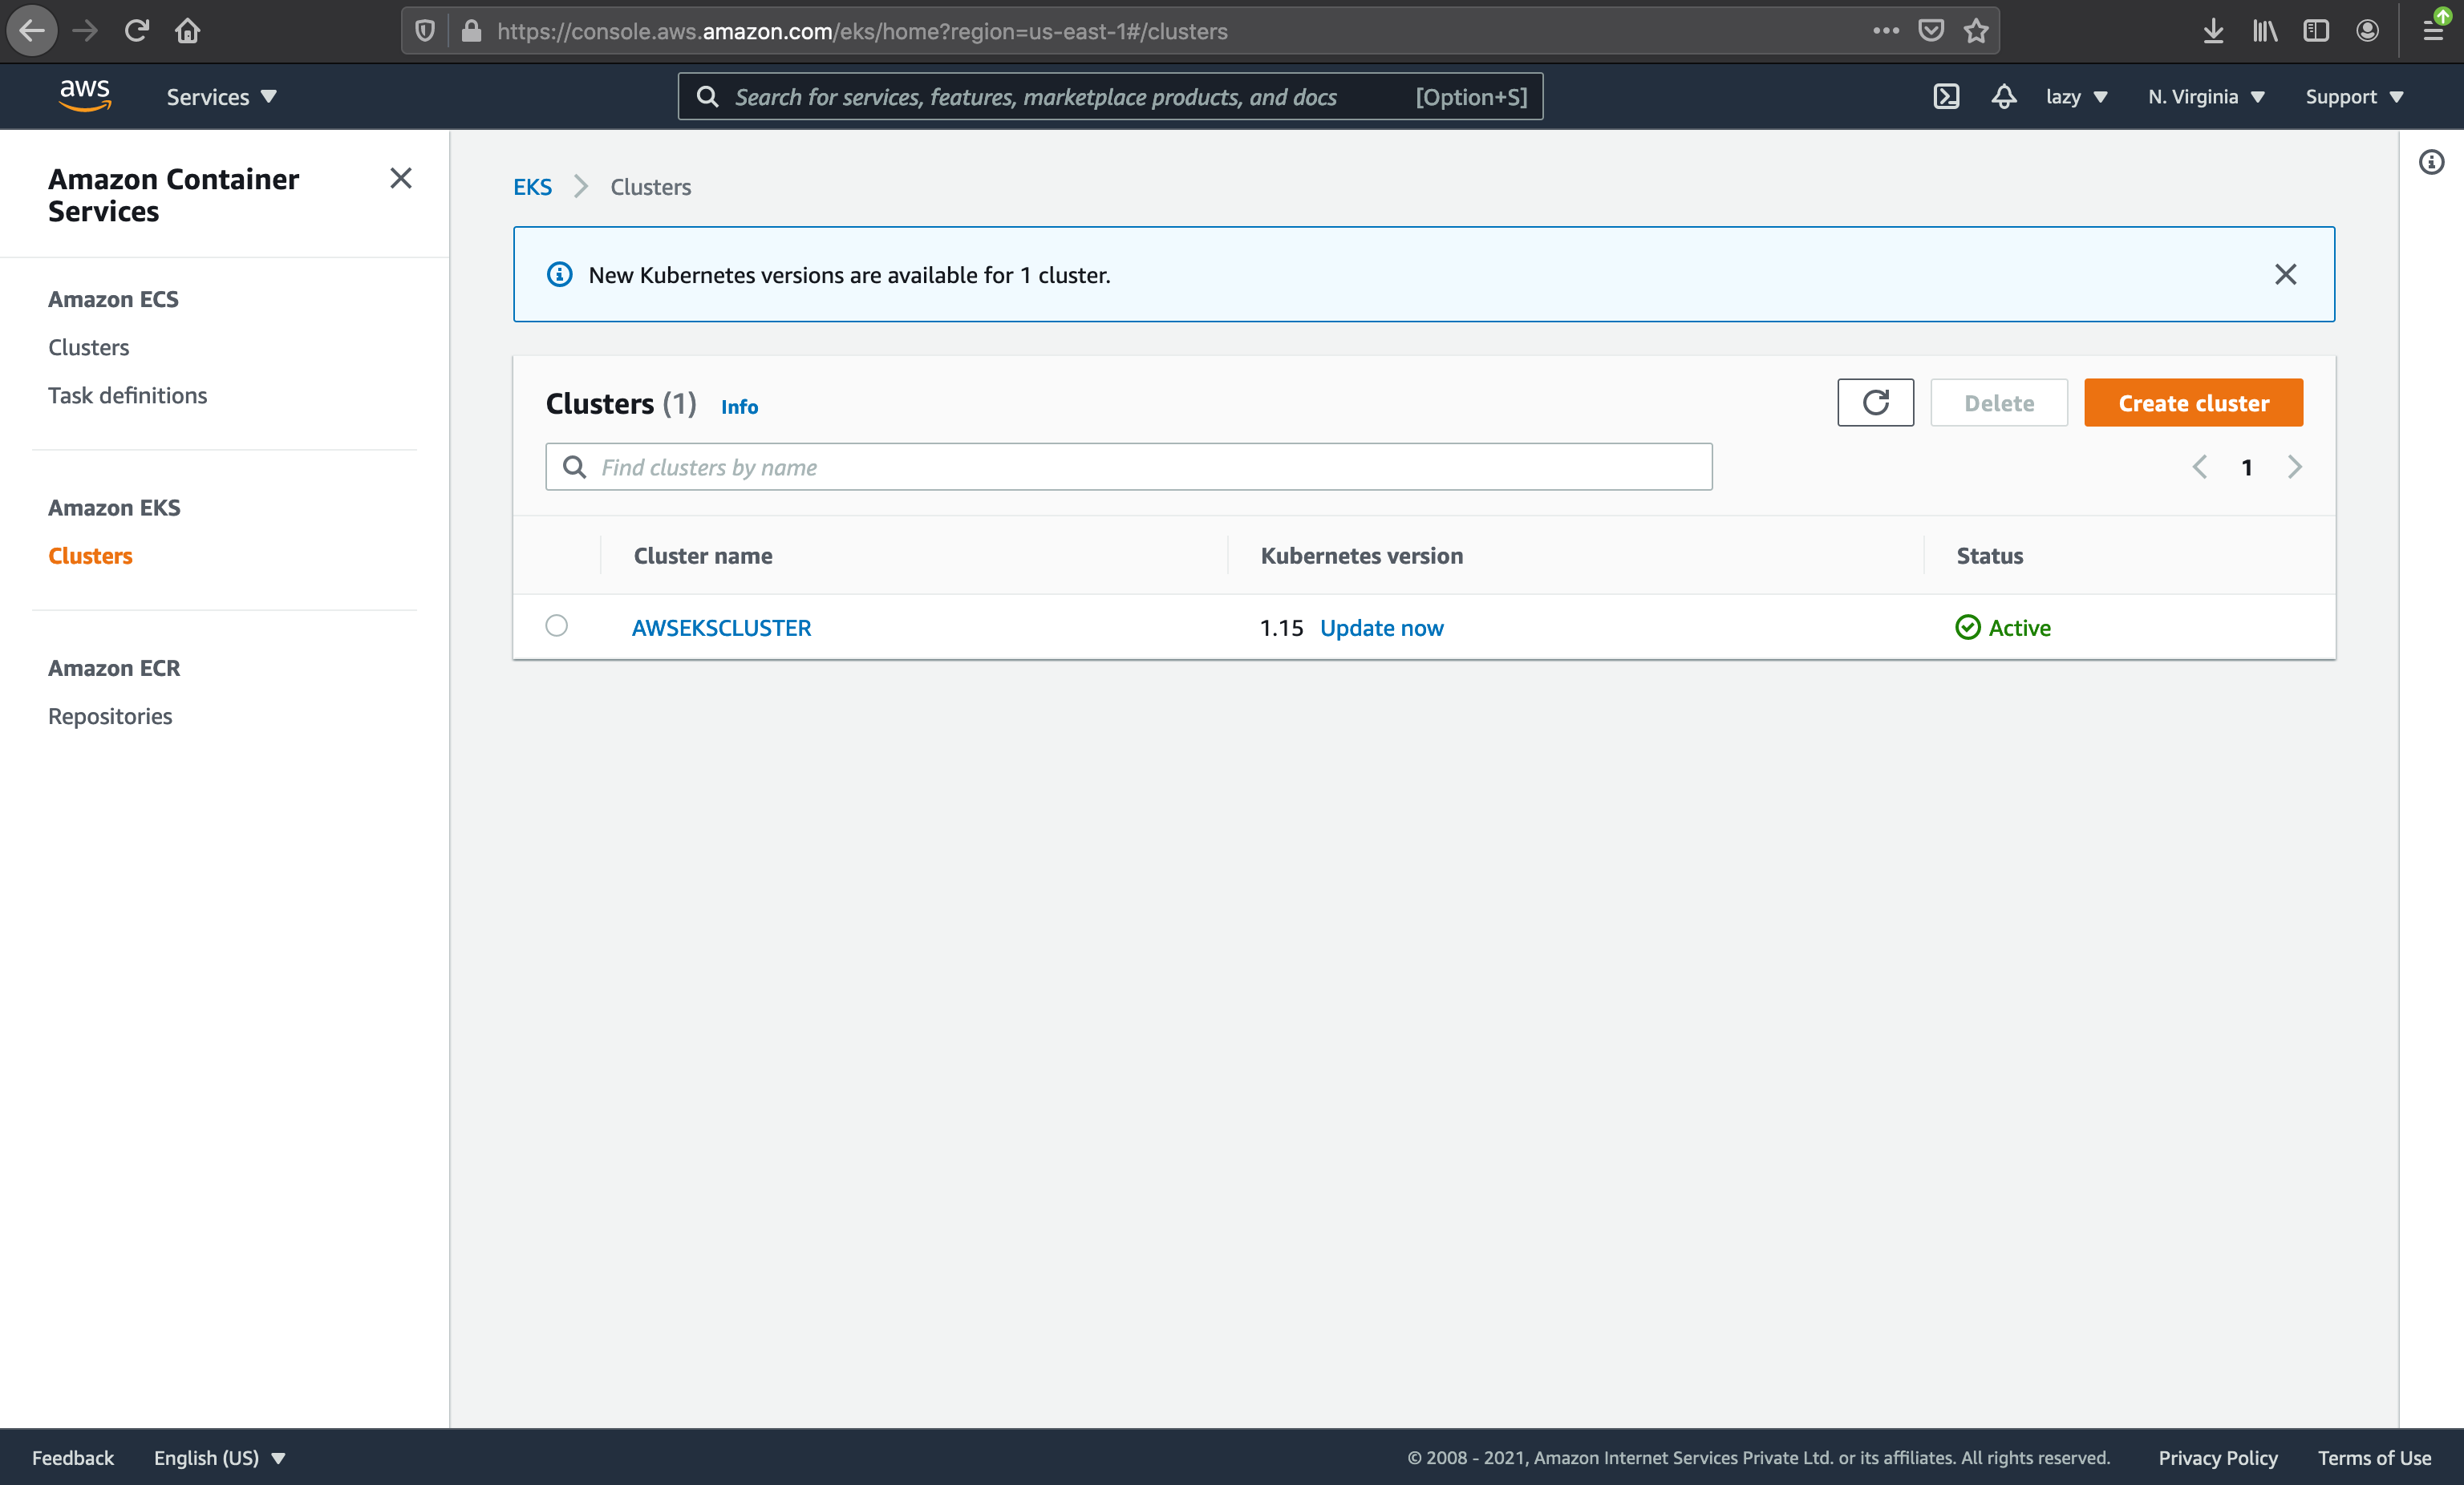 https://console.aws.amazon.com/eks/home?region=us-east-1#/clusters
aws
Services
Search for services, features, marketplace products, and docs
[Option+S]
lazy
N. Virginia
Support
Amazon Container
Services
Amazon ECS
Clusters
Task definitions
Amazon EKS
Clusters
Amazon ECR
Repositories
EKS
Clusters
New Kubernetes versions are available for 1 cluster.
Clusters (1) Info
Delete
Create cluster
Find clusters by name
1
Cluster name
Kubernetes version
Status
AWSEKSCLUSTER
1.15 Update now
Active
Feedback
English (US)
© 2008 - 2021, Amazon Internet Services Private Ltd. or its affiliates. All rights reserved.
Privacy Policy
Terms of Use